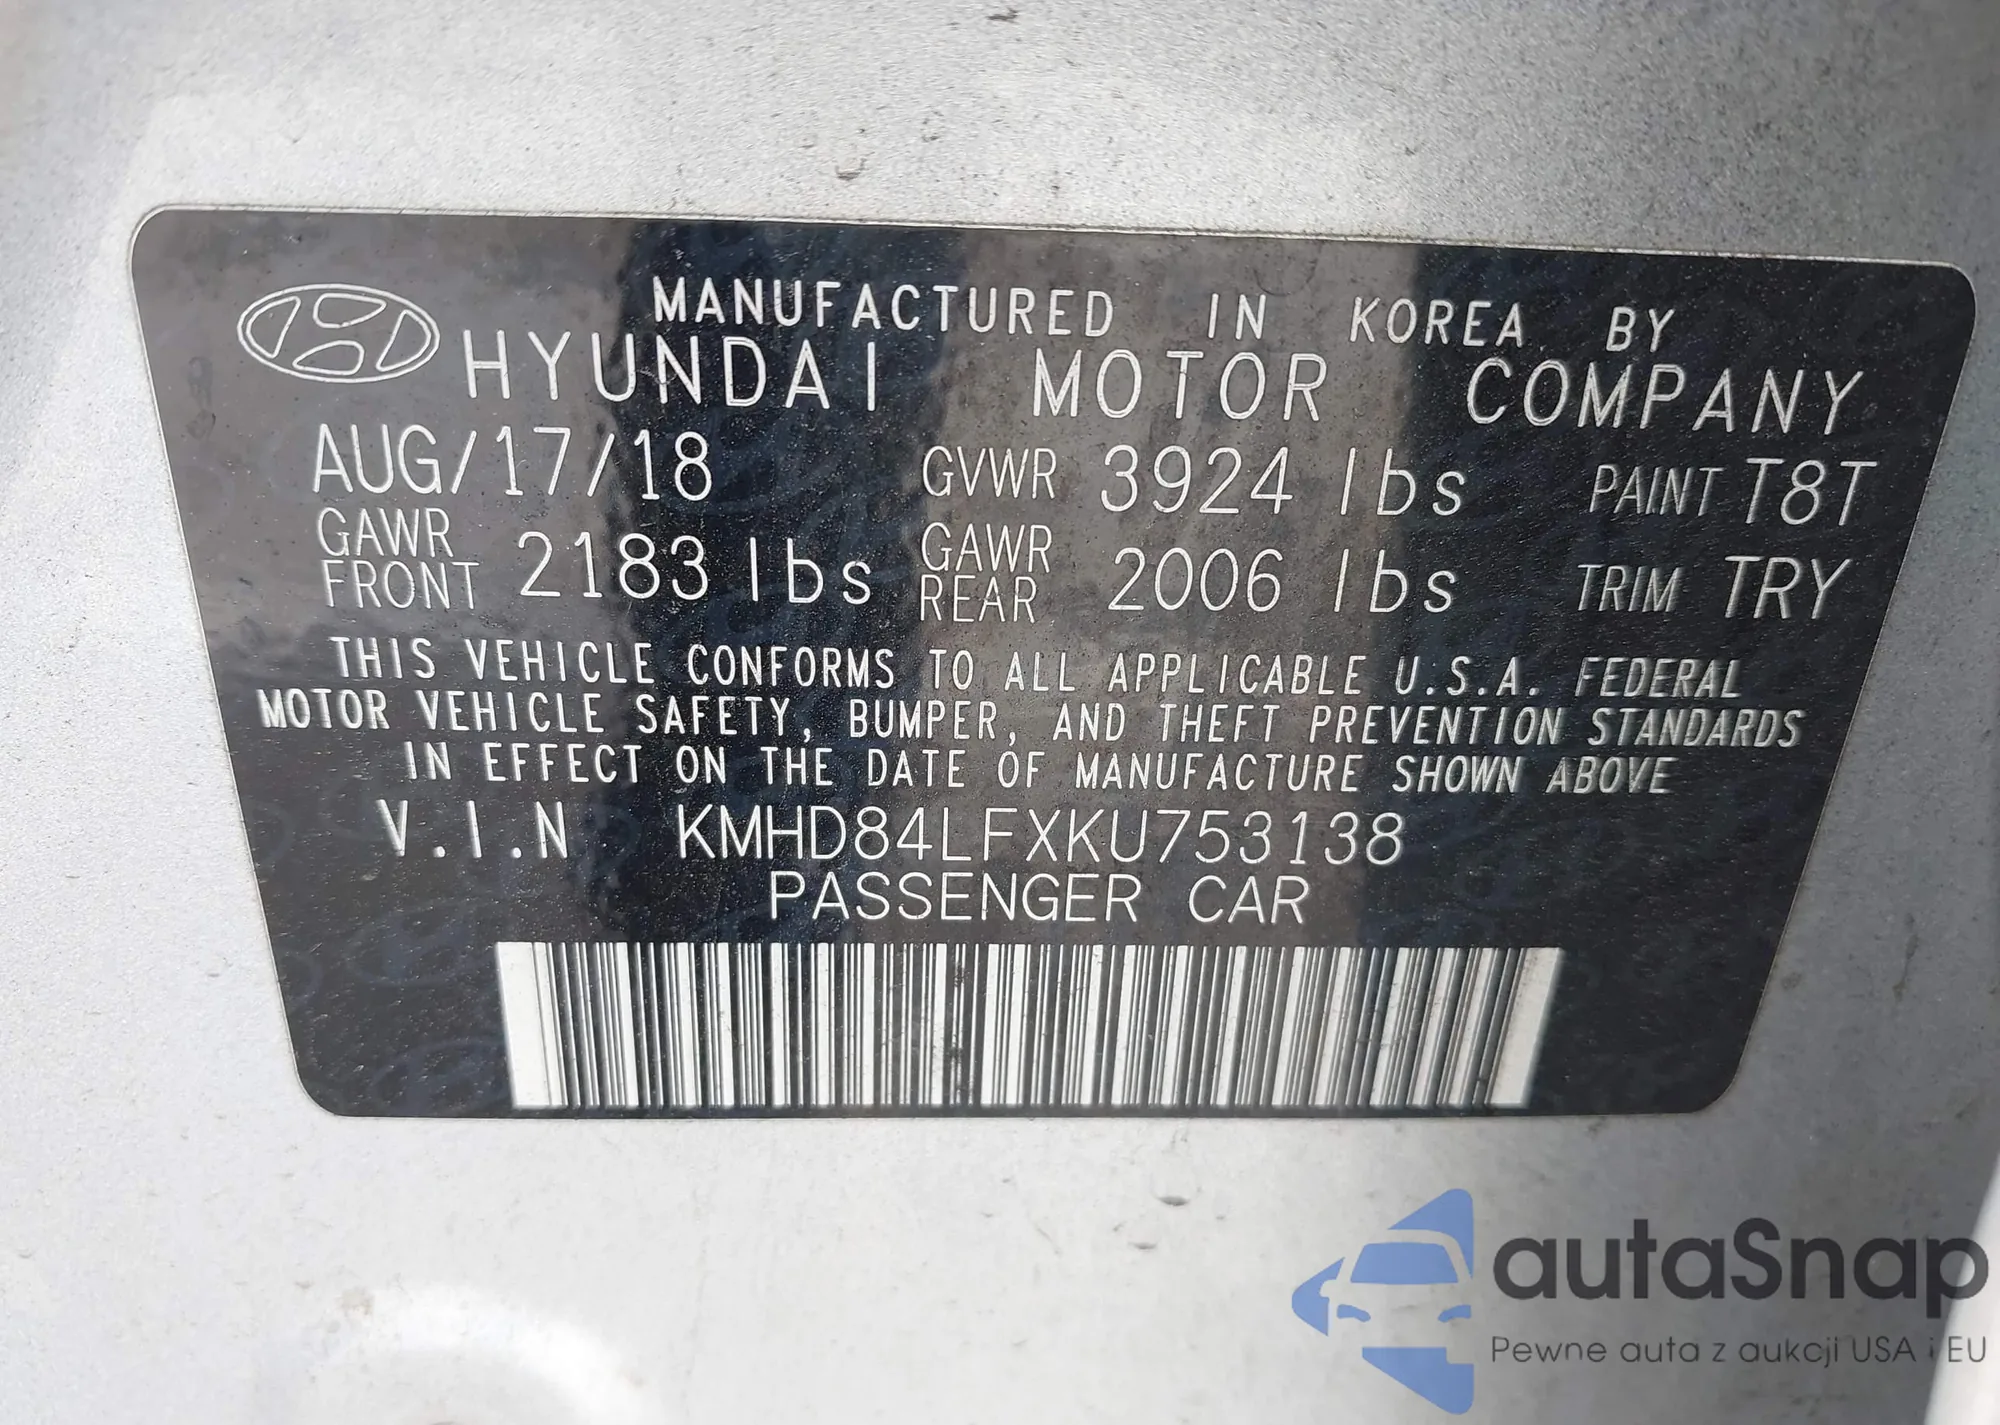 MANUFACTURED IN KOREA BY
HYUNDAI MOTOR COMPANY
AUG/17/18 GVWR 3924 lbs PAINT T8T
GAWR FRONT 2183 lbs GAWR REAR 2006 lbs TRIM TRY
THIS VEHICLE CONFORMS TO ALL APPLICABLE U.S.A. FEDERAL
MOTOR VEHICLE SAFETY, BUMPER, AND THEFT PREVENTION STANDARDS
IN EFFECT ON THE DATE OF MANUFACTURE SHOWN ABOVE
V.I.N KMHD84LFXKU753138
PASSENGER CAR
autaSnap
Pewne auta z aukcji USA i EU